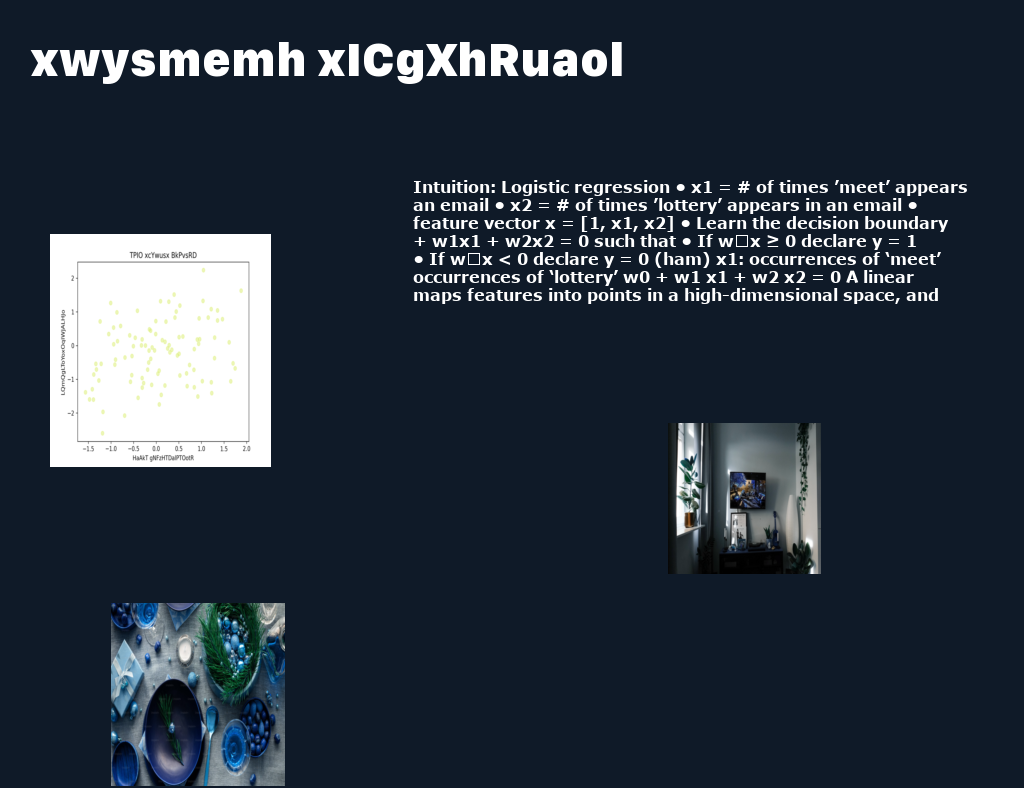 xwysmemh xICgXhRuaol
Intuition: Logistic regression • x1 = # of times ’meet’ appears
an email • x2 = # of times ’lottery’ appears in an email •
feature vector x = [1, x1, x2] • Learn the decision boundary
+ w1x1 + w2x2 = 0 such that • If w□x ≥ 0 declare y = 1
• If w□x < 0 declare y = 0 (ham) x1: occurrences of ‘meet’
occurrences of ‘lottery’ w0 + w1 x1 + w2 x2 = 0 A linear
maps features into points in a high-dimensional space, and
TPIO xcYwusx BkPvsRD
2
1
0
−1
−2
−1.5 −1.0 −0.5 0.0 0.5 1.0 1.5 2.0
HaAkT gNFzHTDaIPTOotR